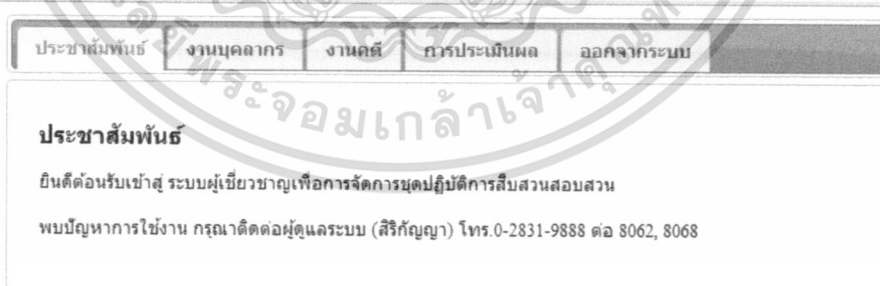 ประชาสัมพันธ์ งานบุคลากร งานคดี การประเมินผล ออกจากระบบ
ประชาสัมพันธ์
ยินดีต้อนรับเข้าสู่ ระบบผู้เชี่ยวชาญเพื่อการจัดการชุดปฏิบัติการสืบสวนสอบสวน
พบปัญหาการใช้งาน กรุณาติดต่อผู้ดูแลระบบ (สิริกัญญา) โทร.0-2831-9888 ต่อ 8062, 8068